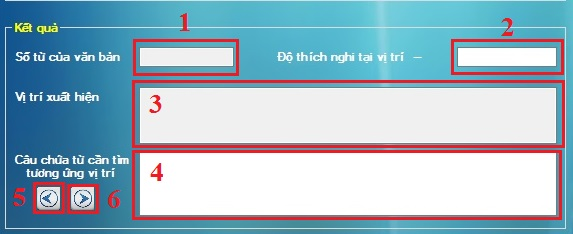 Kết quả
1
2
Số từ của văn bản
Độ thích nghi tại vị trí –
Vị trí xuất hiện
3
Câu chứa từ cần tìm
tương ứng vị trí
4
5
6